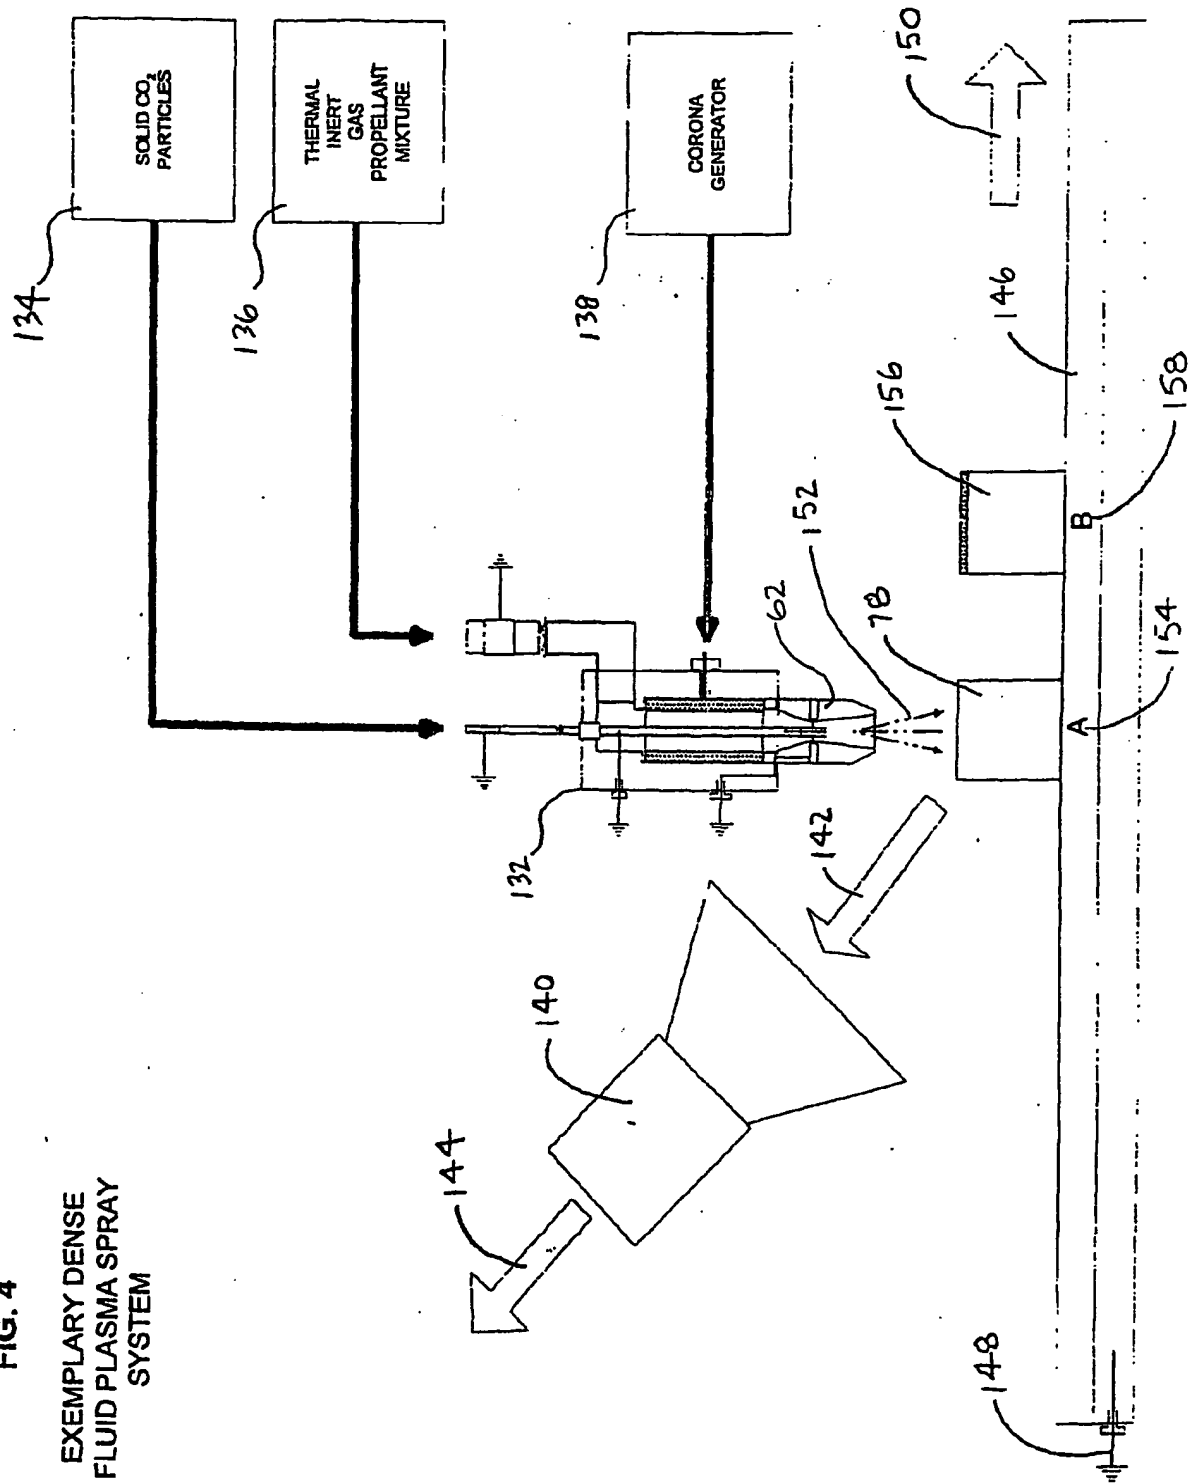 FIG. 4
EXEMPLARY DENSE
FLUID PLASMA SPRAY
SYSTEM
134
SOLID CO₂
PARTICLES
136
THERMAL
INERT
GAS
PROPELLANT
MIXTURE
138
CORONA
GENERATOR
132
62
152
78
142
140
144
156
146
150
148
A
154
B
158